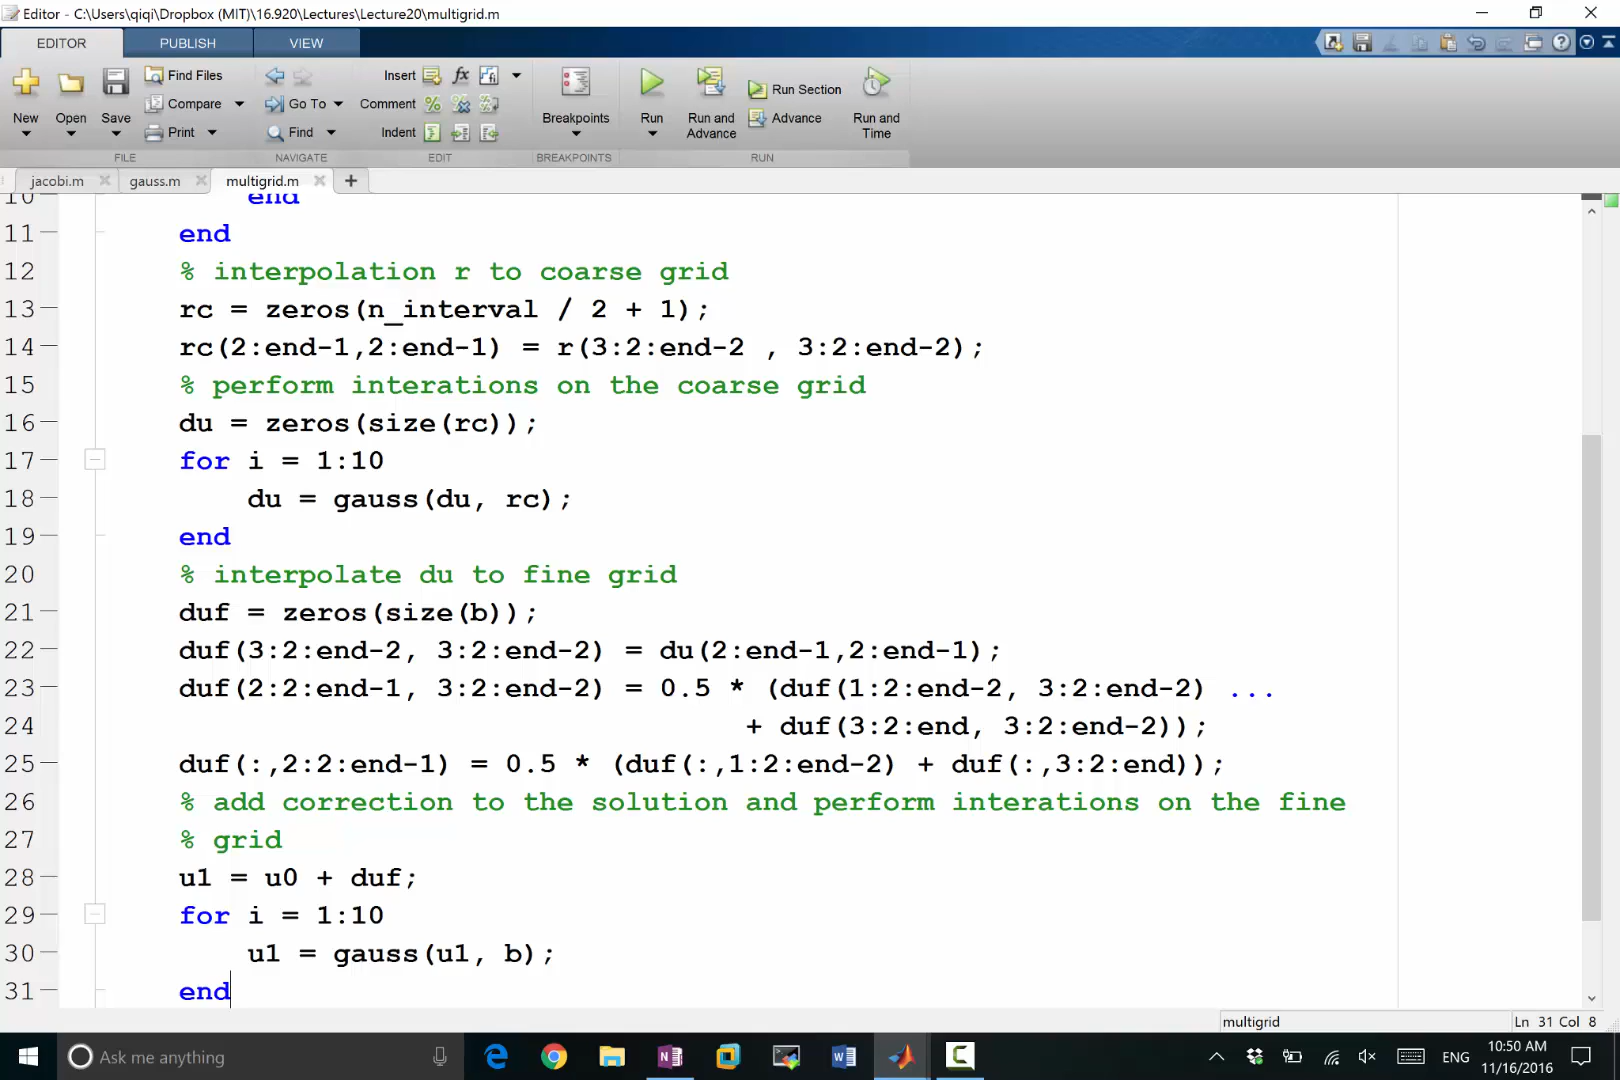 Editor - C:\Users\qiqi\Dropbox (MIT)\16.920\Lectures\Lecture20\multigrid.m
EDITOR PUBLISH VIEW
New Open Save Find Files Compare Print
Go To Find
Insert fx Comment Indent
Breakpoints
Run Run and Advance Run Section Advance Run and Time
FILE NAVIGATE EDIT BREAKPOINTS RUN
jacobi.m gauss.m multigrid.m
10 end
11 end
12 % interpolation r to coarse grid
13 rc = zeros(n_interval / 2 + 1);
14 rc(2:end-1,2:end-1) = r(3:2:end-2 , 3:2:end-2);
15 % perform interations on the coarse grid
16 du = zeros(size(rc));
17 for i = 1:10
18 du = gauss(du, rc);
19 end
20 % interpolate du to fine grid
21 duf = zeros(size(b));
22 duf(3:2:end-2, 3:2:end-2) = du(2:end-1,2:end-1);
23 duf(2:2:end-1, 3:2:end-2) = 0.5 * (duf(1:2:end-2, 3:2:end-2) ...
24 + duf(3:2:end, 3:2:end-2));
25 duf(:,2:2:end-1) = 0.5 * (duf(:,1:2:end-2) + duf(:,3:2:end));
26 % add correction to the solution and perform interations on the fine
27 % grid
28 u1 = u0 + duf;
29 for i = 1:10
30 u1 = gauss(u1, b);
31 end
multigrid Ln 31 Col 8
Ask me anything
ENG 10:50 AM
11/16/2016